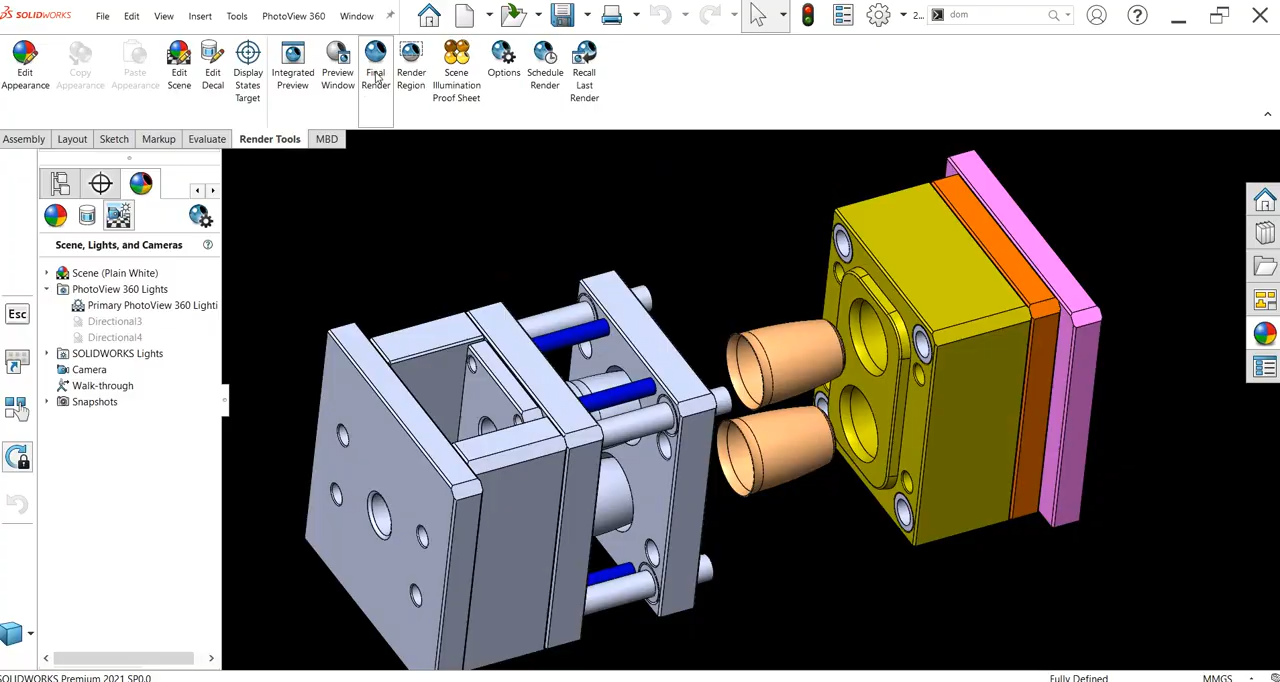 SOLIDWORKS File Edit View Insert Tools PhotoView 360 Window 2... dom
Edit Appearance
Copy Appearance
Paste Appearance
Edit Scene
Edit Decal
Display States Target
Integrated Preview
Preview Window
Final Render
Render Region
Scene Illumination Proof Sheet
Options
Schedule Render
Recall Last Render
Assembly Layout Sketch Markup Evaluate Render Tools MBD
Scene, Lights, and Cameras
Scene (Plain White)
PhotoView 360 Lights
Primary PhotoView 360 Lighti
Directional3
Directional4
SOLIDWORKS Lights
Camera
Walk-through
Snapshots
Esc
SOLIDWORKS Premium 2021 SP0.0 Fully Defined MMGS